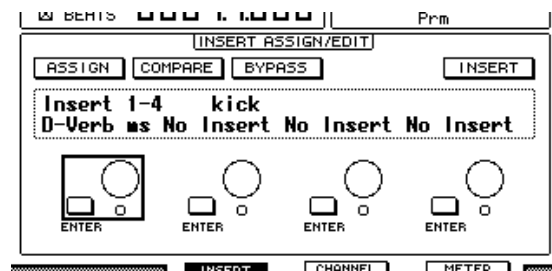 BEATS Prm
INSERT ASSIGN/EDIT
ASSIGN COMPARE BYPASS INSERT
Insert 1-4 kick
D-Verb ms No Insert No Insert No Insert
ENTER ENTER ENTER ENTER
INSERT CHANNEL METER